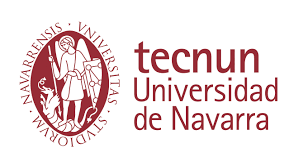 UNIVERSITAS
STUDIORUM
NAVARRENSIS
tecnun
Universidad
de Navarra